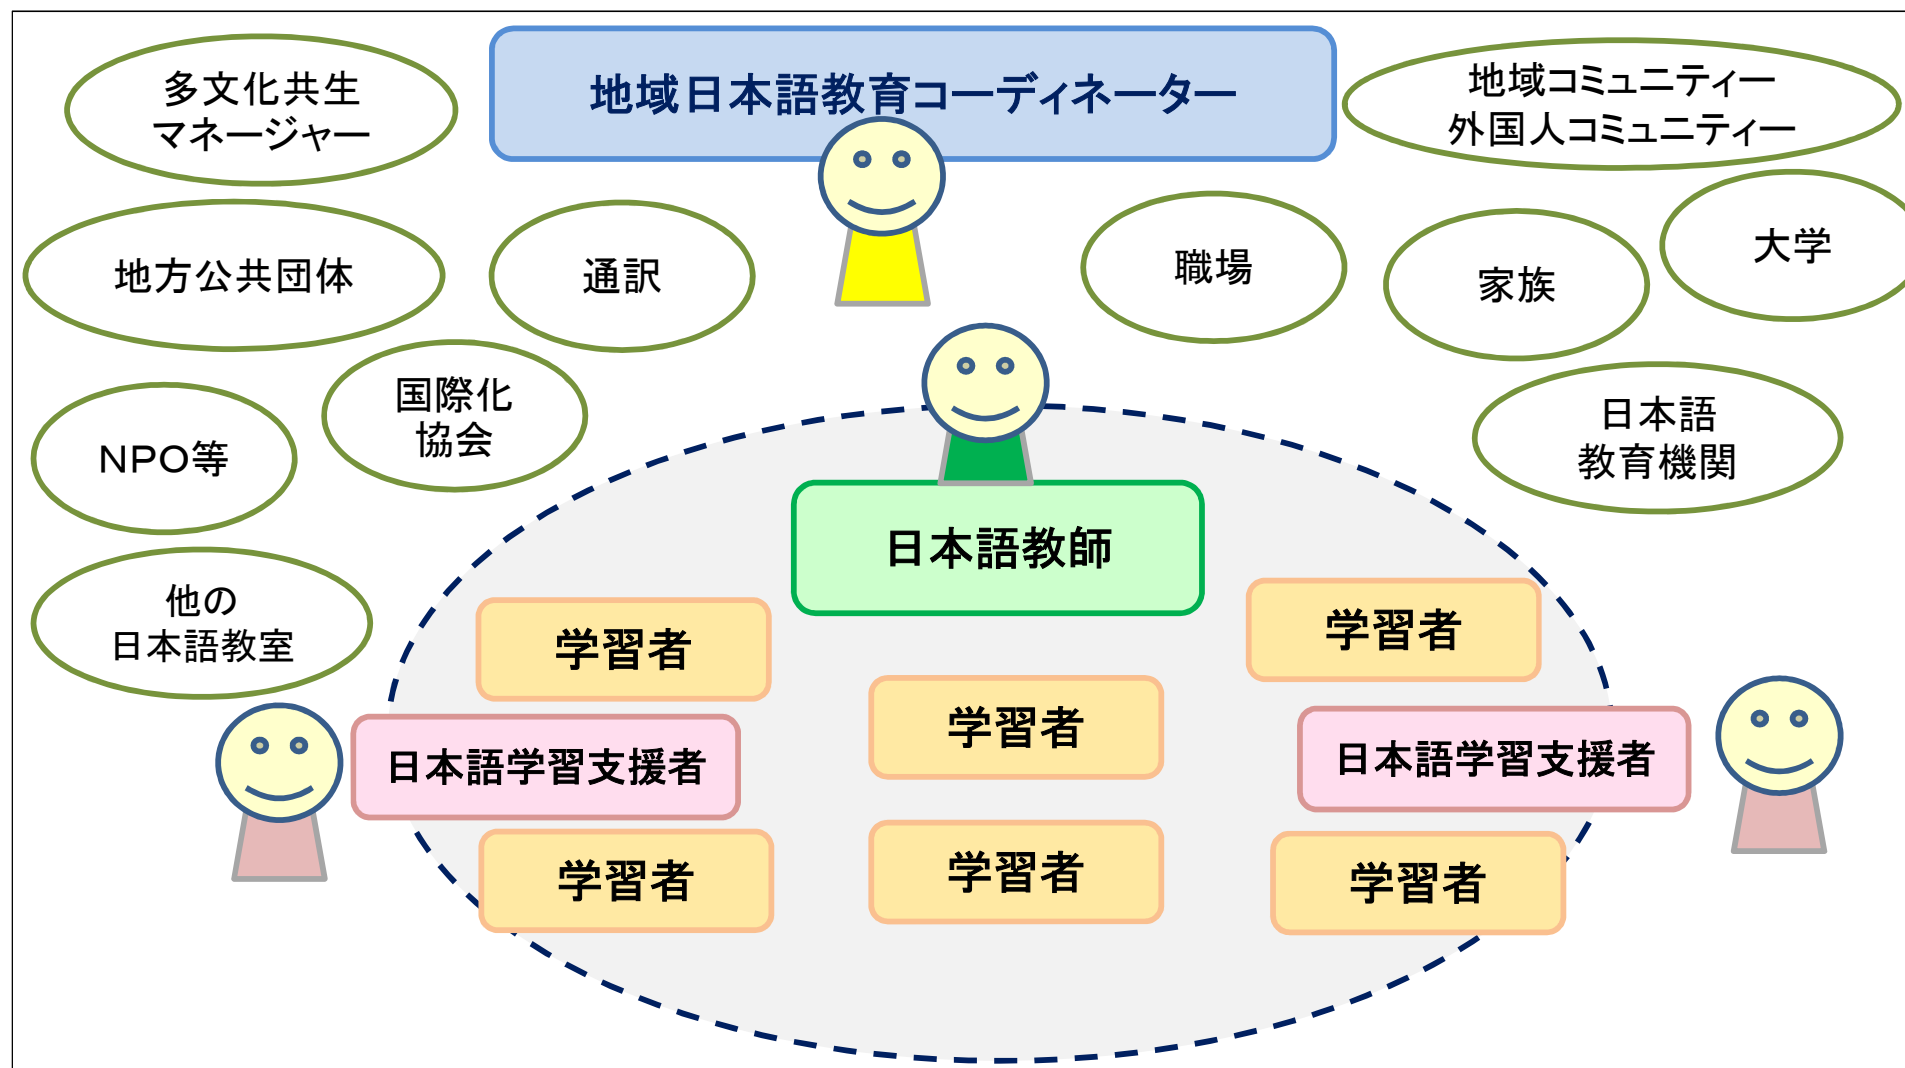 多文化共生
マネージャー
地域日本語教育コーディネーター
地域コミュニティー
外国人コミュニティー
地方公共団体
通訳
職場
家族
大学
国際化
協会
NPO等
日本語
教育機関
日本語教師
他の
日本語教室
学習者
学習者
学習者
日本語学習支援者
日本語学習支援者
学習者
学習者
学習者